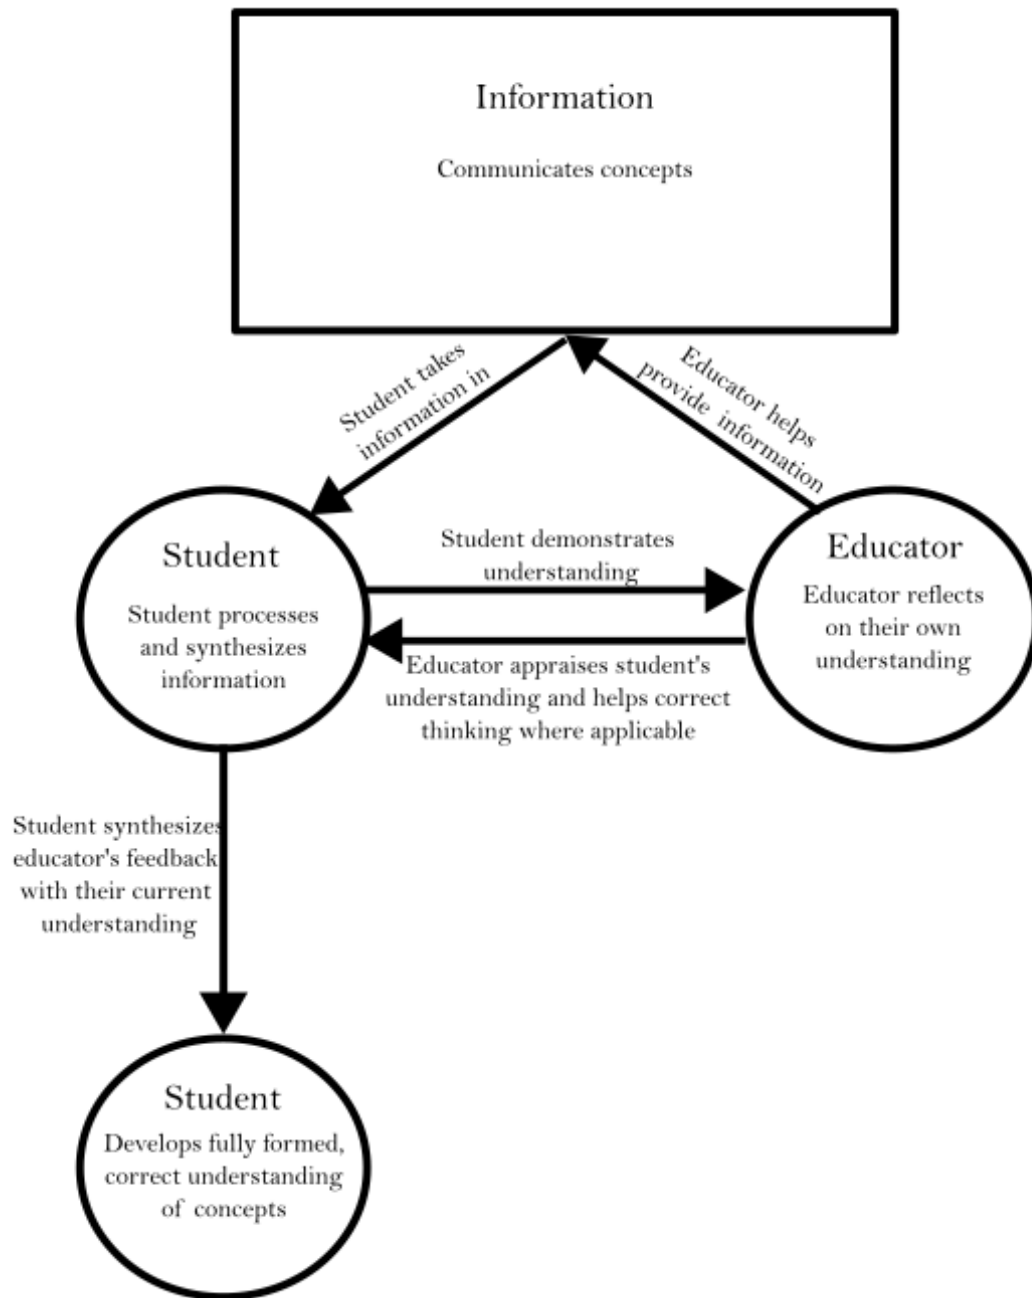 Information
Communicates concepts
Student takes
information in
Educator helps
provide information
Student
Student processes
and synthesizes
information
Student demonstrates
understanding
Educator appraises student's
understanding and helps correct
thinking where applicable
Educator
Educator reflects
on their own
understanding
Student synthesizes
educator's feedback
with their current
understanding
Student
Develops fully formed,
correct understanding
of concepts